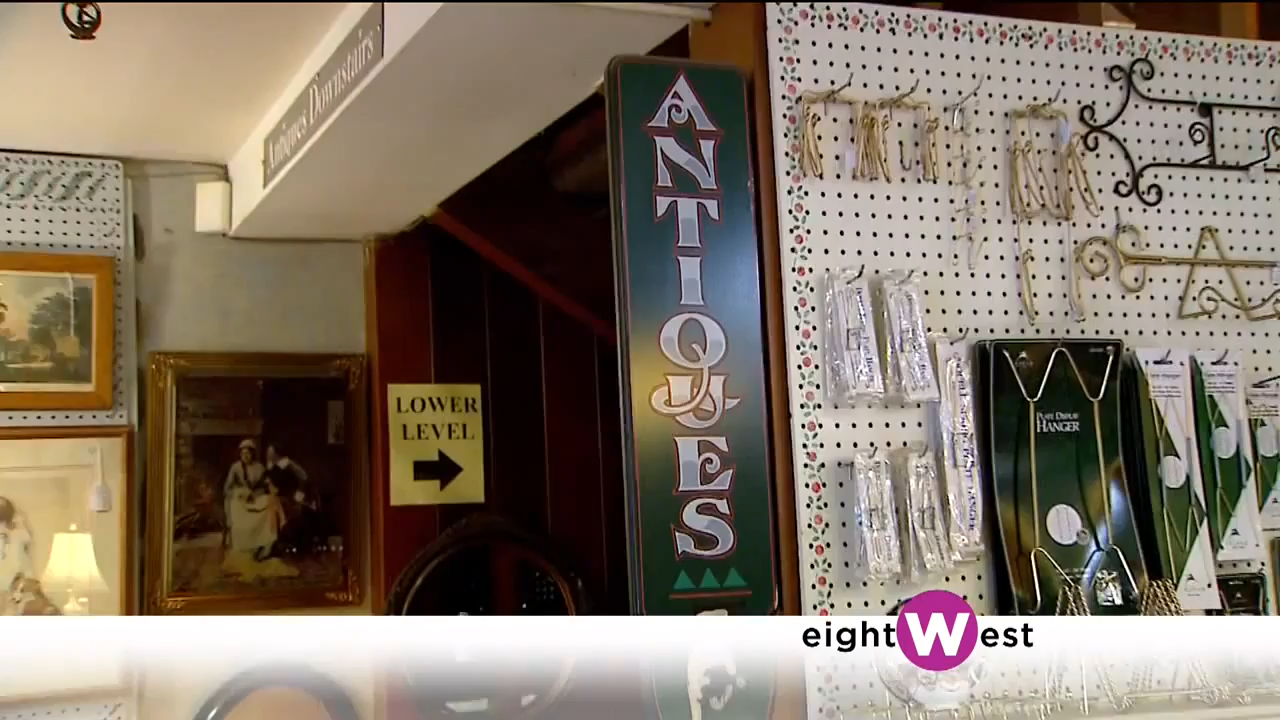 Antiques Downstairs
ANTIQUES
LOWER
LEVEL
PLATE DISPLAY
HANGER
eightWest